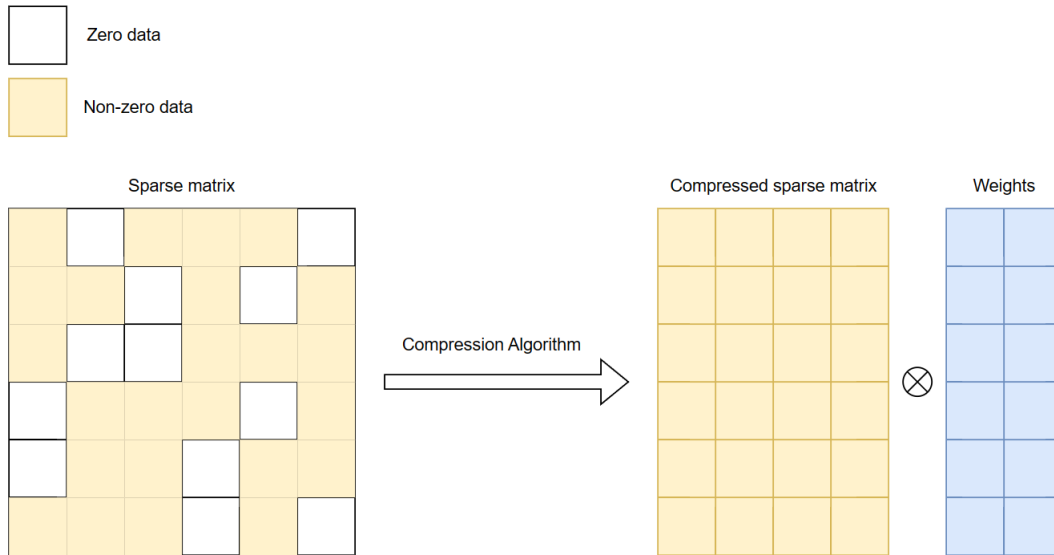 Zero data
Non-zero data
Sparse matrix
Compressed sparse matrix
Weights
Compression Algorithm